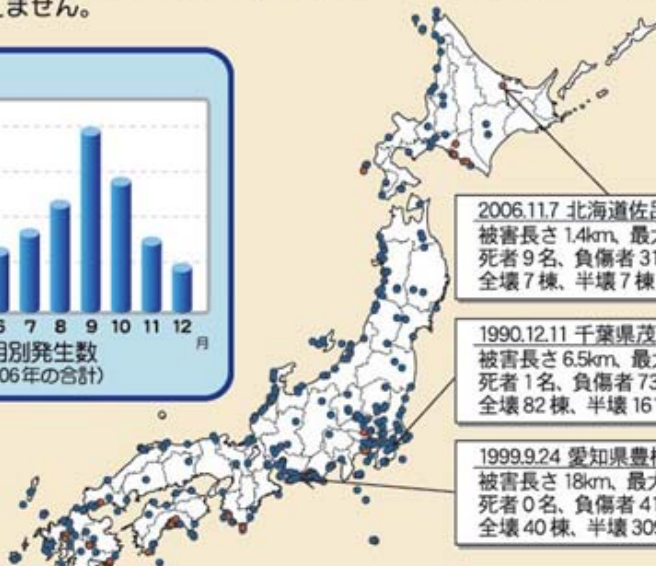 えません。
6 7 8 9 10 11 12
月
月別発生数
06年の合計)
2006.11.7 北海道佐呂
被害長さ 1.4km、最大
死者 9 名、負傷者 31
全壊 7 棟、半壊 7 棟
1990.12.11 千葉県茂
被害長さ 6.5km、最大
死者 1 名、負傷者 73
全壊 82 棟、半壊 161
1999.9.24 愛知県豊橋
被害長さ 18km、最大
死者 0 名、負傷者 41
全壊 40 棟、半壊 309